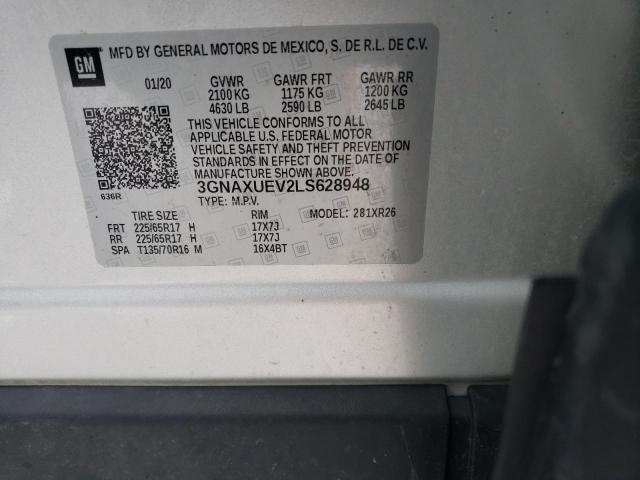 GM
MFD BY GENERAL MOTORS DE MEXICO, S. DE R.L. DE C.V.
01/20 GVWR GAWR FRT GAWR RR
2100 KG 1175 KG 1200 KG
4630 LB 2590 LB 2645 LB
THIS VEHICLE CONFORMS TO ALL
APPLICABLE U.S. FEDERAL MOTOR
VEHICLE SAFETY AND THEFT PREVENTION
STANDARDS IN EFFECT ON THE DATE OF
MANUFACTURE SHOWN ABOVE.
636R
3GNAXUEV2LS628948
TYPE: M.P.V. MODEL: 281XR26
TIRE SIZE RIM
FRT 225/65R17 H 17X7J
RR 225/65R17 H 17X7J
SPA T135/70R16 M 16X4BT